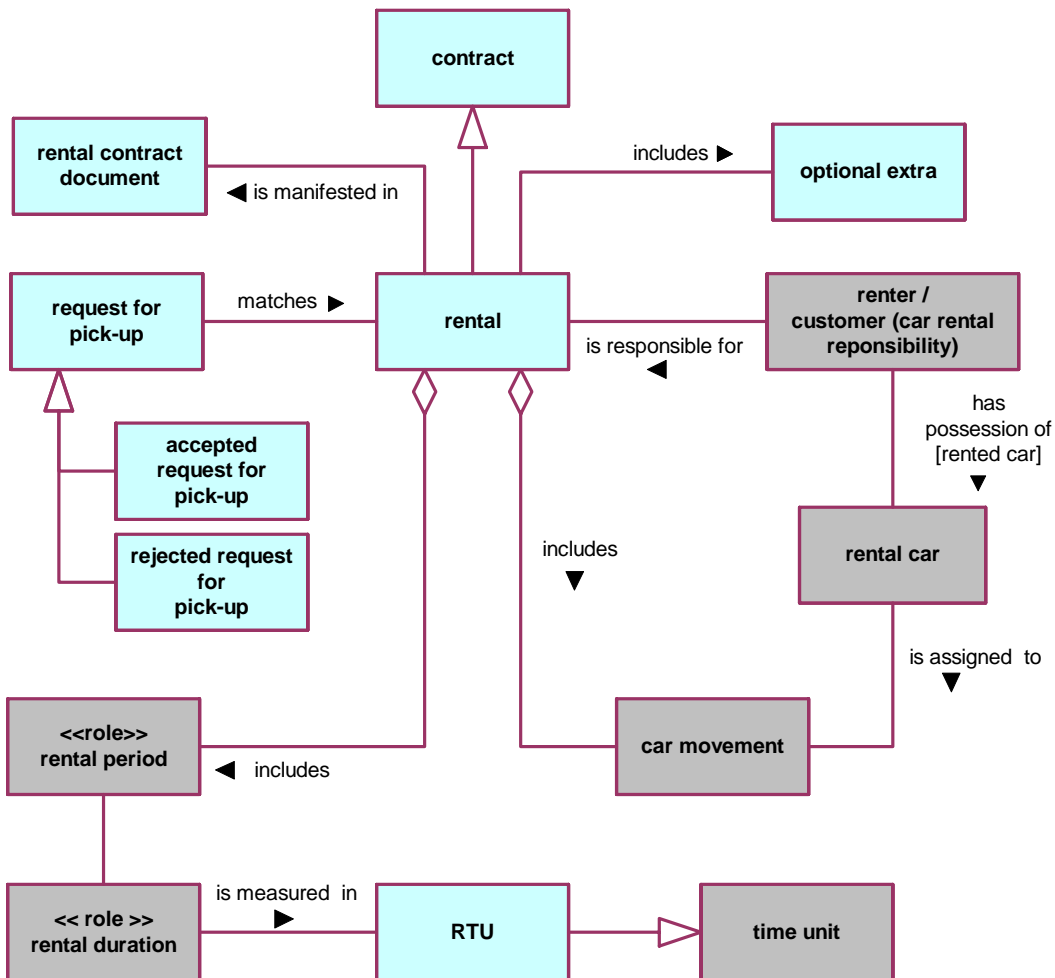 contract
rental contract
document
is manifested in
includes
optional extra
request for
pick-up
matches
rental
is responsible for
renter /
customer (car rental
reponsibility)
has
possession of
[rented car]
accepted
request for
pick-up
rejected request
for
pick-up
includes
rental car
is assigned to
<<role>>
rental period
includes
car movement
<< role >>
rental duration
is measured in
RTU
time unit